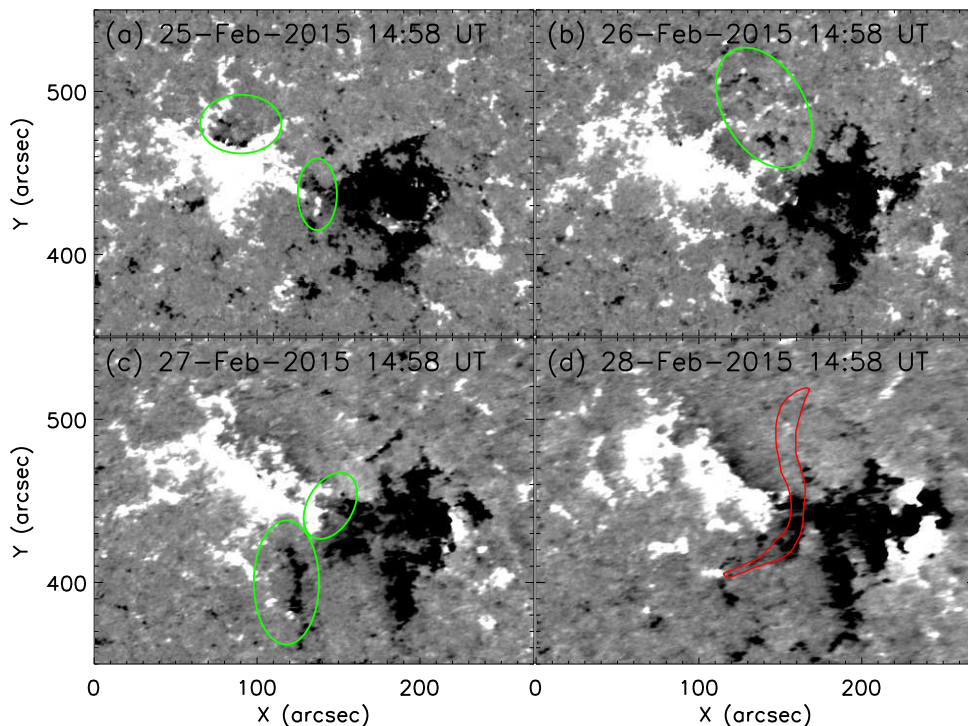 (a) 25-Feb-2015 14:58 UT
(b) 26-Feb-2015 14:58 UT
500
400
Y (arcsec)
(c) 27-Feb-2015 14:58 UT
(d) 28-Feb-2015 14:58 UT
500
400
Y (arcsec)
0 100 200
0 100 200
X (arcsec)
X (arcsec)